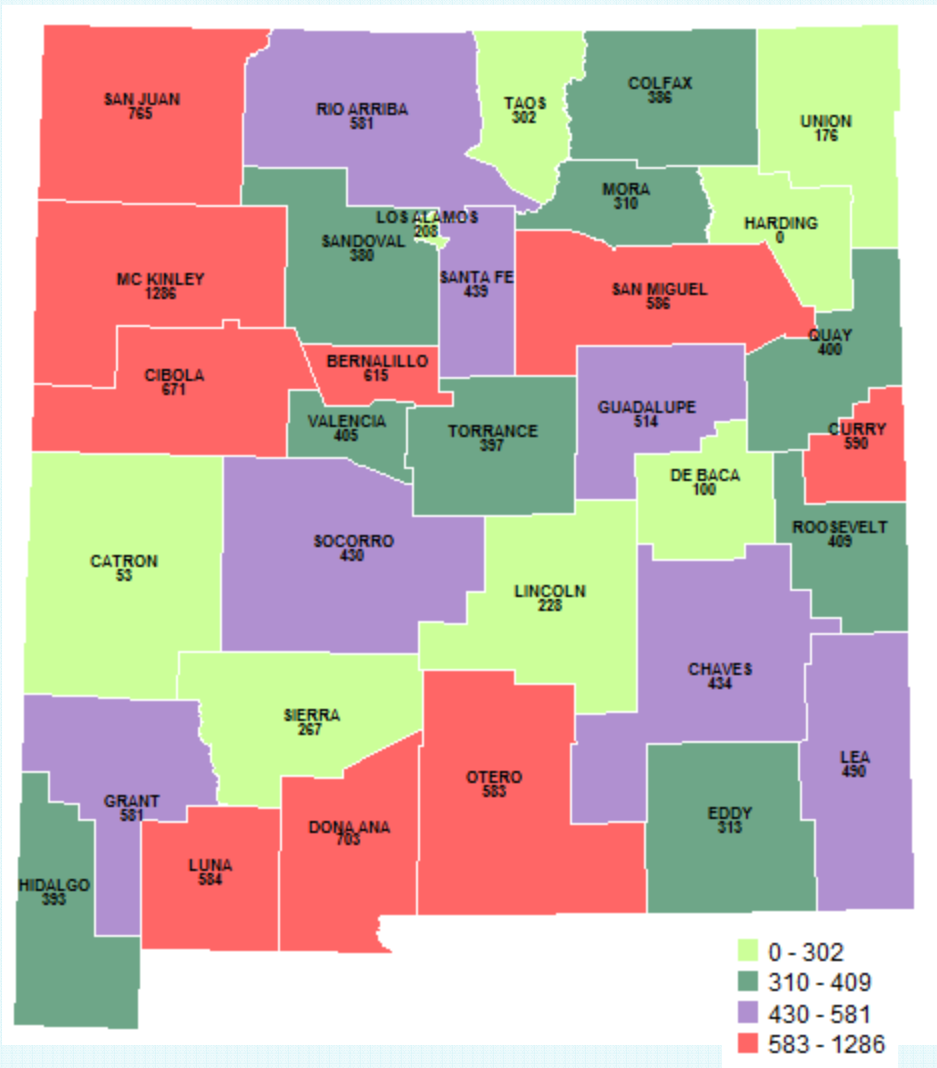 SAN JUAN
765
RIO ARRIBA
581
TAOS
302
COLFAX
386
UNION
176
MORA
310
HARDING
0
LOS ALAMOS
208
SANDOVAL
380
SANTA FE
439
MC KINLEY
1286
SAN MIGUEL
586
QUAY
400
CIBOLA
671
BERNALILLO
615
VALENCIA
405
TORRANCE
397
GUADALUPE
514
CURRY
590
DE BACA
100
ROOSEVELT
409
CATRON
53
SOCORRO
430
LINCOLN
228
CHAVES
434
SIERRA
267
LEA
490
OTERO
583
GRANT
581
DONA ANA
703
EDDY
313
LUNA
584
HIDALGO
393
0 - 302
310 - 409
430 - 581
583 - 1286